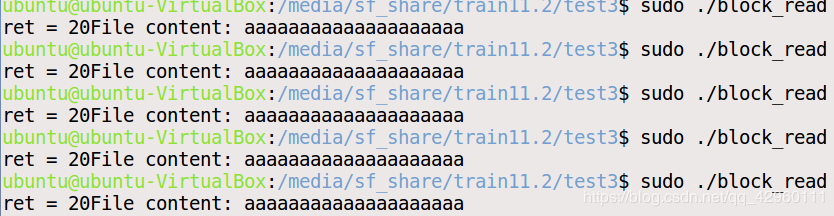 ubuntu@ubuntu-VirtualBox:/media/sf_share/train11.2/test3$ sudo ./block_read
ret = 20File content: aaaaaaaaaaaaaaaaaaaa
ubuntu@ubuntu-VirtualBox:/media/sf_share/train11.2/test3$ sudo ./block_read
ret = 20File content: aaaaaaaaaaaaaaaaaaaa
ubuntu@ubuntu-VirtualBox:/media/sf_share/train11.2/test3$ sudo ./block_read
ret = 20File content: aaaaaaaaaaaaaaaaaaaa
ubuntu@ubuntu-VirtualBox:/media/sf_share/train11.2/test3$ sudo ./block_read
ret = 20File content: aaaaaaaaaaaaaaaaaaaa
ubuntu@ubuntu-VirtualBox:/media/sf_share/train11.2/test3$ sudo ./block_read
ret = 20File content: aaaaaaaaaaaaaaaaaaaa
https://blog.csdn.net/qq_42960111